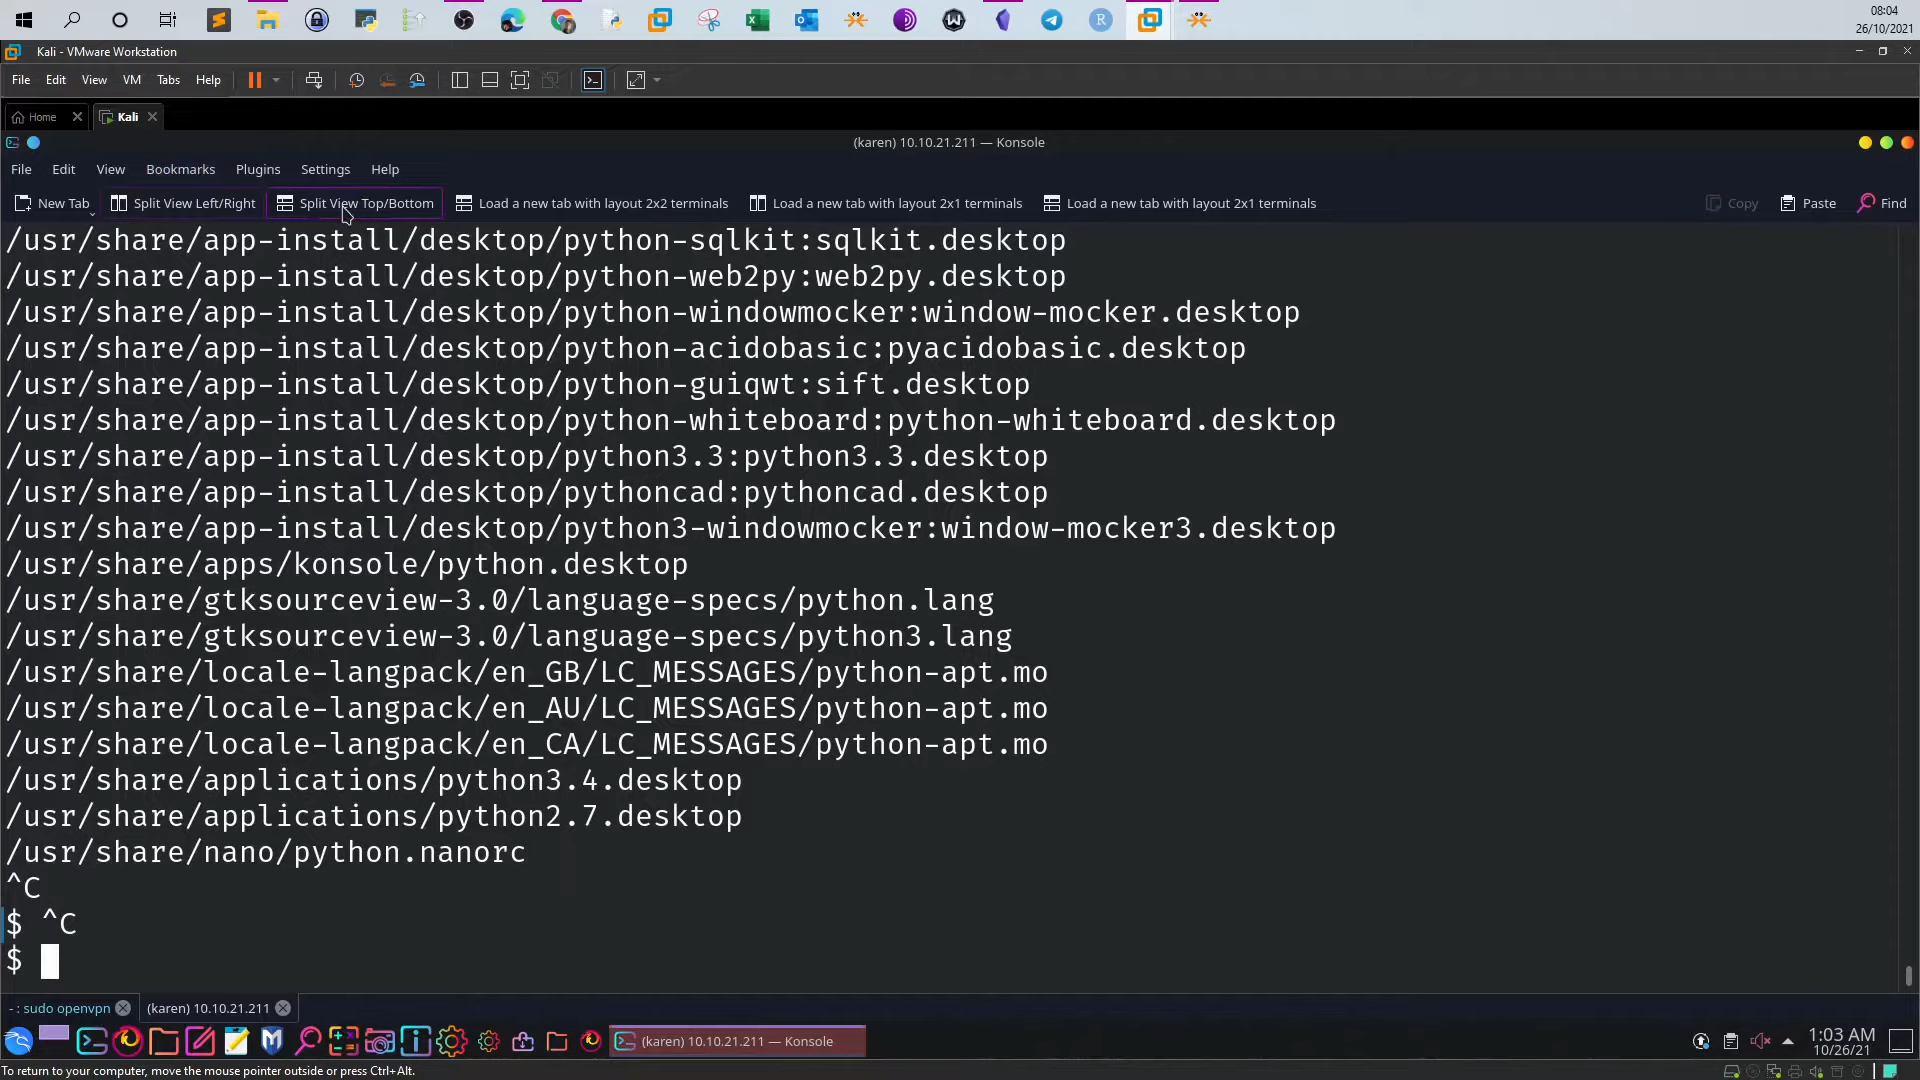 08:04
26/10/2021
Kali - VMware Workstation
File Edit View VM Tabs Help
Home Kali
(karen) 10.10.21.211 — Konsole
File Edit View Bookmarks Plugins Settings Help
New Tab Split View Left/Right Split View Top/Bottom Load a new tab with layout 2x2 terminals Load a new tab with layout 2x1 terminals Load a new tab with layout 2x1 terminals Copy Paste Find
/usr/share/app-install/desktop/python-sqlkit:sqlkit.desktop
/usr/share/app-install/desktop/python-web2py:web2py.desktop
/usr/share/app-install/desktop/python-windowmocker:window-mocker.desktop
/usr/share/app-install/desktop/python-acidobasic:pyacidobasic.desktop
/usr/share/app-install/desktop/python-guiqwt:sift.desktop
/usr/share/app-install/desktop/python-whiteboard:python-whiteboard.desktop
/usr/share/app-install/desktop/python3.3:python3.3.desktop
/usr/share/app-install/desktop/pythoncad:pythoncad.desktop
/usr/share/app-install/desktop/python3-windowmocker:window-mocker3.desktop
/usr/share/apps/konsole/python.desktop
/usr/share/gtksourceview-3.0/language-specs/python.lang
/usr/share/gtksourceview-3.0/language-specs/python3.lang
/usr/share/locale-langpack/en_GB/LC_MESSAGES/python-apt.mo
/usr/share/locale-langpack/en_AU/LC_MESSAGES/python-apt.mo
/usr/share/locale-langpack/en_CA/LC_MESSAGES/python-apt.mo
/usr/share/applications/python3.4.desktop
/usr/share/applications/python2.7.desktop
/usr/share/nano/python.nanorc
^C
$ ^C
$
- : sudo openvpn (karen) 10.10.21.211
(karen) 10.10.21.211 — Konsole
1:03 AM
10/26/21
To return to your computer, move the mouse pointer outside or press Ctrl+Alt.